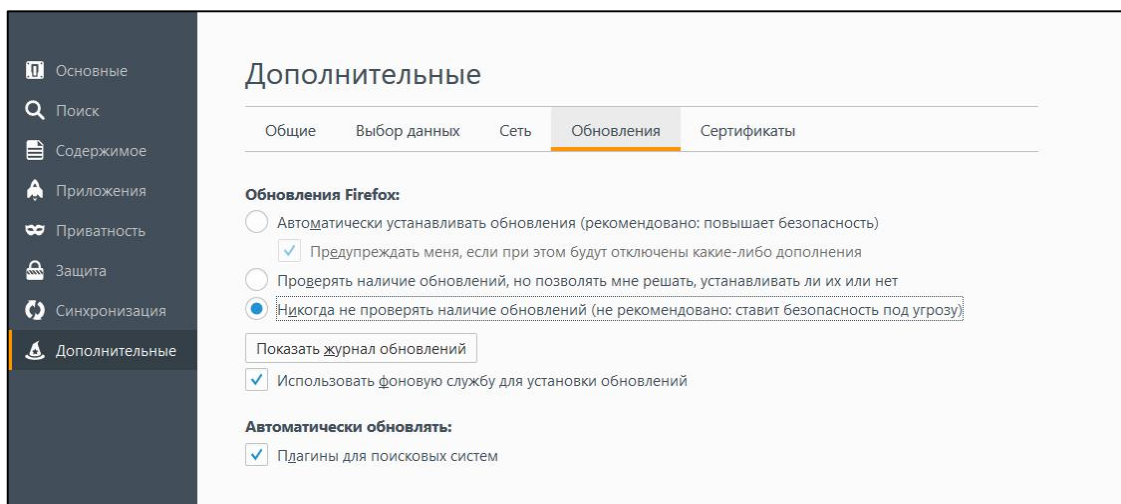 Основные
Поиск
Содержимое
Приложения
Приватность
Защита
Синхронизация
Дополнительные
Дополнительные
Общие Выбор данных Сеть Обновления Сертификаты
Обновления Firefox:
Автоматически устанавливать обновления (рекомендовано: повышает безопасность)
Предупреждать меня, если при этом будут отключены какие-либо дополнения
Проверять наличие обновлений, но позволять мне решать, устанавливать ли их или нет
Никогда не проверять наличие обновлений (не рекомендовано: ставит безопасность под угрозу)
Показать журнал обновлений
Использовать фоновую службу для установки обновлений
Автоматически обновлять:
Плагины для поисковых систем